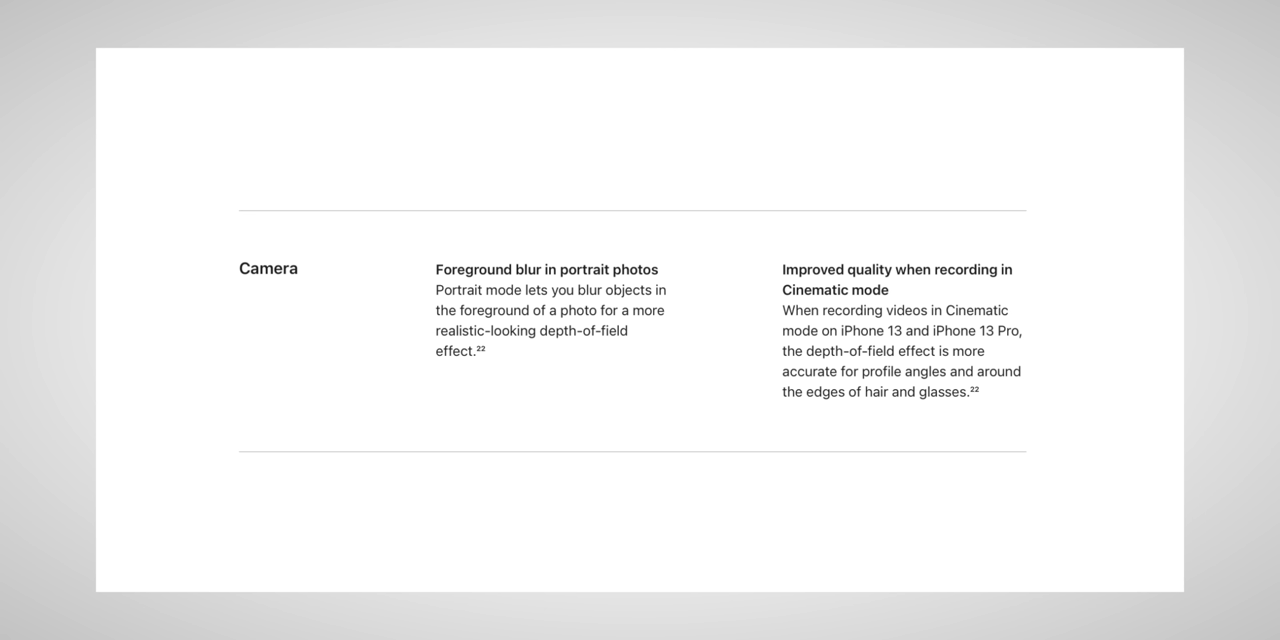 Camera
Foreground blur in portrait photos
Portrait mode lets you blur objects in
the foreground of a photo for a more
realistic-looking depth-of-field
effect.²²
Improved quality when recording in
Cinematic mode
When recording videos in Cinematic
mode on iPhone 13 and iPhone 13 Pro,
the depth-of-field effect is more
accurate for profile angles and around
the edges of hair and glasses.²²